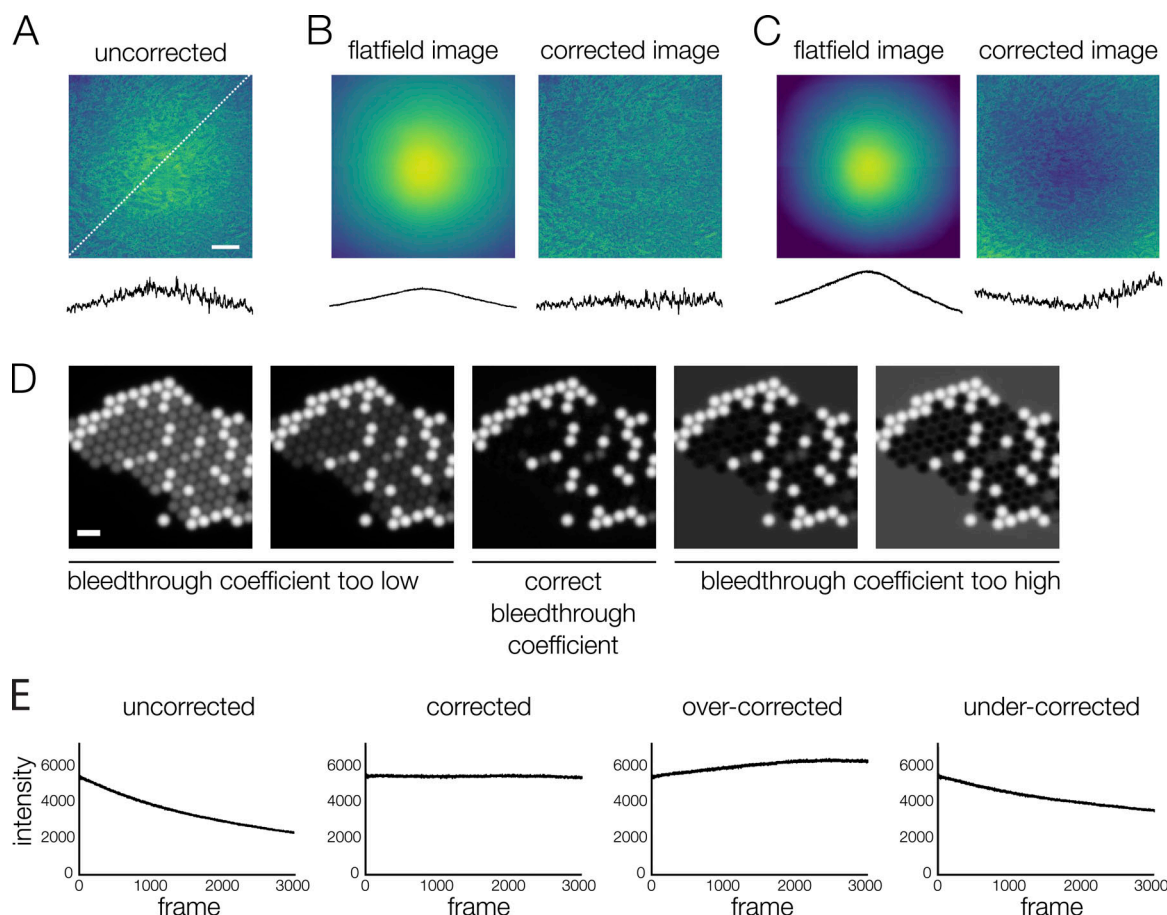 A
uncorrected
B
flatfield image
corrected image
C
flatfield image
corrected image
D
bleedthrough coefficient too low
correct
bleedthrough
coefficient
bleedthrough coefficient too high
E
uncorrected
corrected
over-corrected
under-corrected
intensity
6000
4000
2000
0
0 1000 2000 3000
frame
6000
4000
2000
0
0 1000 2000 3000
frame
6000
4000
2000
0
0 1000 2000 3000
frame
6000
4000
2000
0
0 1000 2000 3000
frame